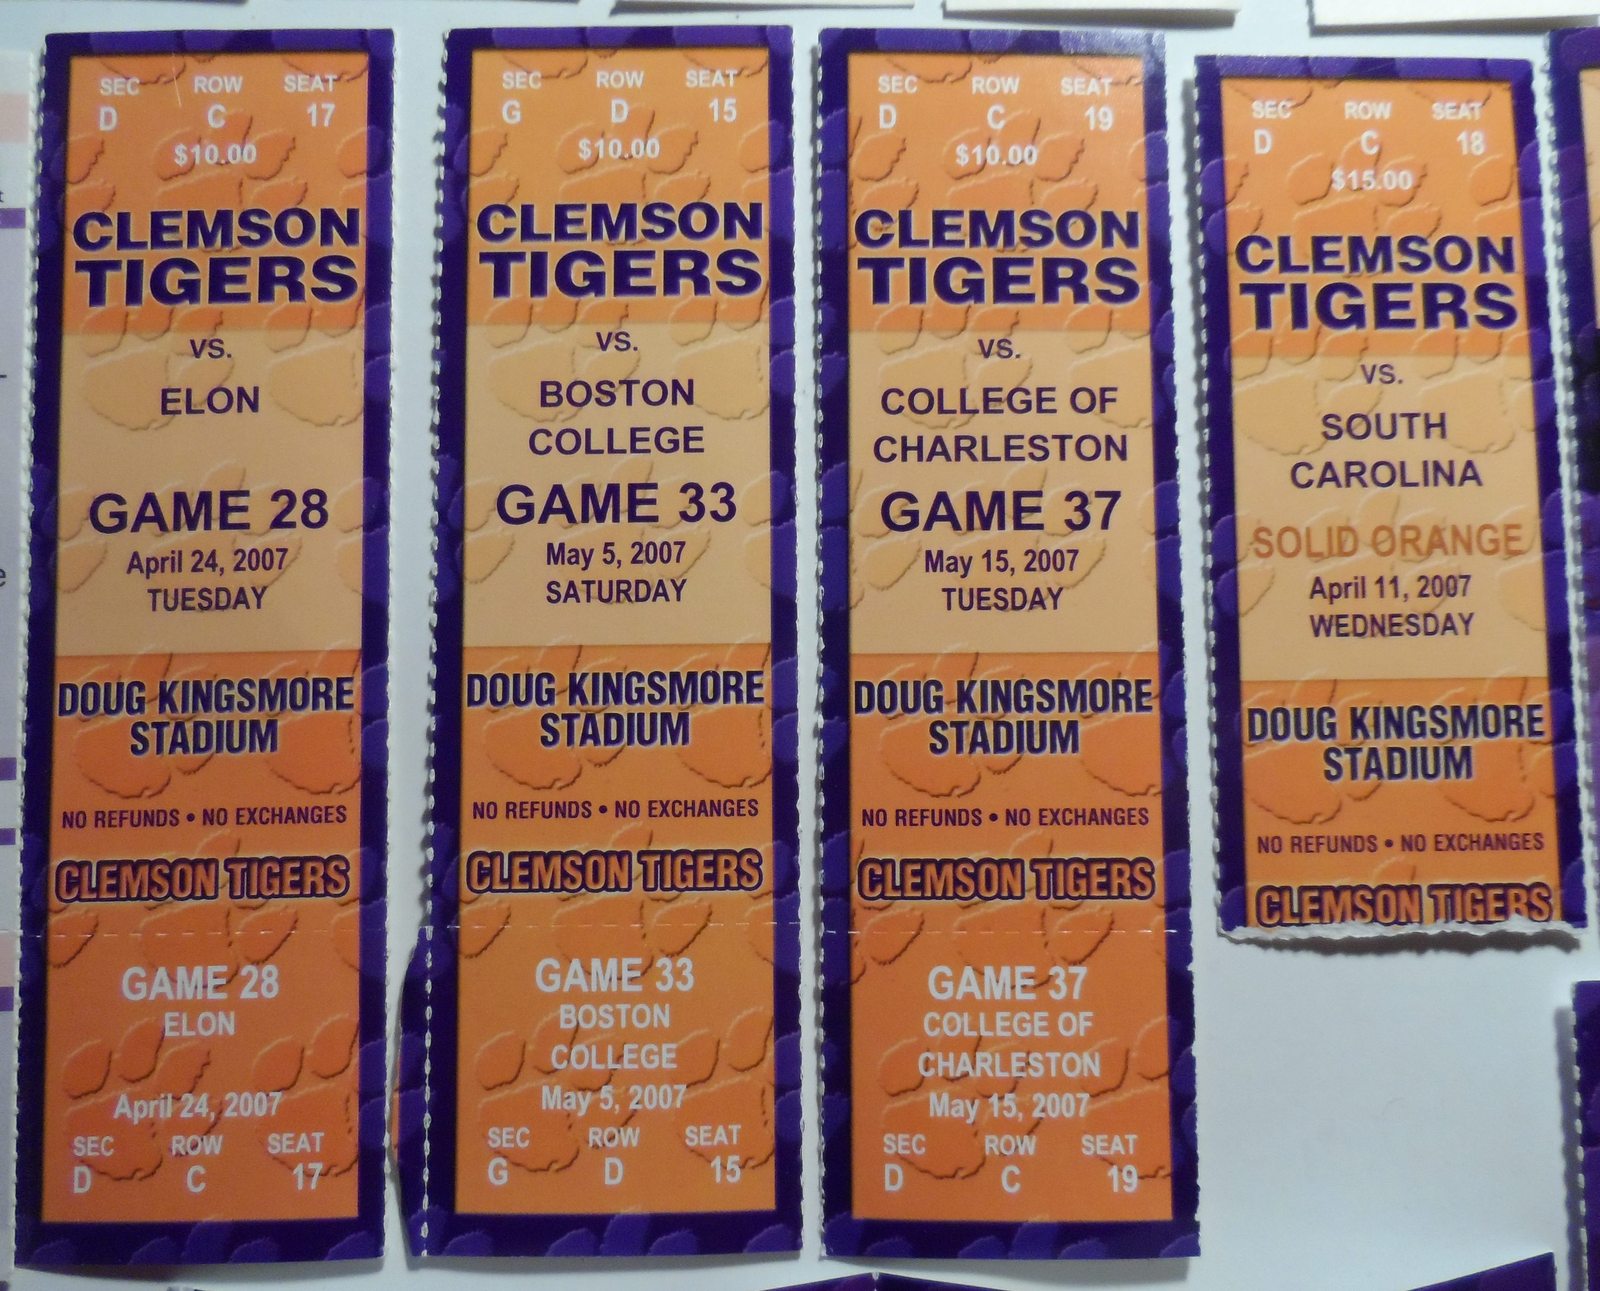 SEC ROW SEAT
D C 17
$10.00
CLEMSON
TIGERS
VS.
ELON
GAME 28
April 24, 2007
TUESDAY
DOUG KINGSMORE
STADIUM
NO REFUNDS • NO EXCHANGES
CLEMSON TIGERS
GAME 28
ELON
April 24, 2007
SEC ROW SEAT
D C 17
SEC ROW SEAT
G D 15
$10.00
CLEMSON
TIGERS
VS.
BOSTON
COLLEGE
GAME 33
May 5, 2007
SATURDAY
DOUG KINGSMORE
STADIUM
NO REFUNDS • NO EXCHANGES
CLEMSON TIGERS
GAME 33
BOSTON
COLLEGE
May 5, 2007
SEC ROW SEAT
G D 15
SEC ROW SEAT
D C 19
$10.00
CLEMSON
TIGERS
VS.
COLLEGE OF
CHARLESTON
GAME 37
May 15, 2007
TUESDAY
DOUG KINGSMORE
STADIUM
NO REFUNDS • NO EXCHANGES
CLEMSON TIGERS
GAME 37
COLLEGE OF
CHARLESTON
May 15, 2007
SEC ROW SEAT
D C 19
SEC ROW SEAT
D C 18
$15.00
CLEMSON
TIGERS
VS.
SOUTH
CAROLINA
SOLID ORANGE
April 11, 2007
WEDNESDAY
DOUG KINGSMORE
STADIUM
NO REFUNDS • NO EXCHANGES
CLEMSON TIGERS